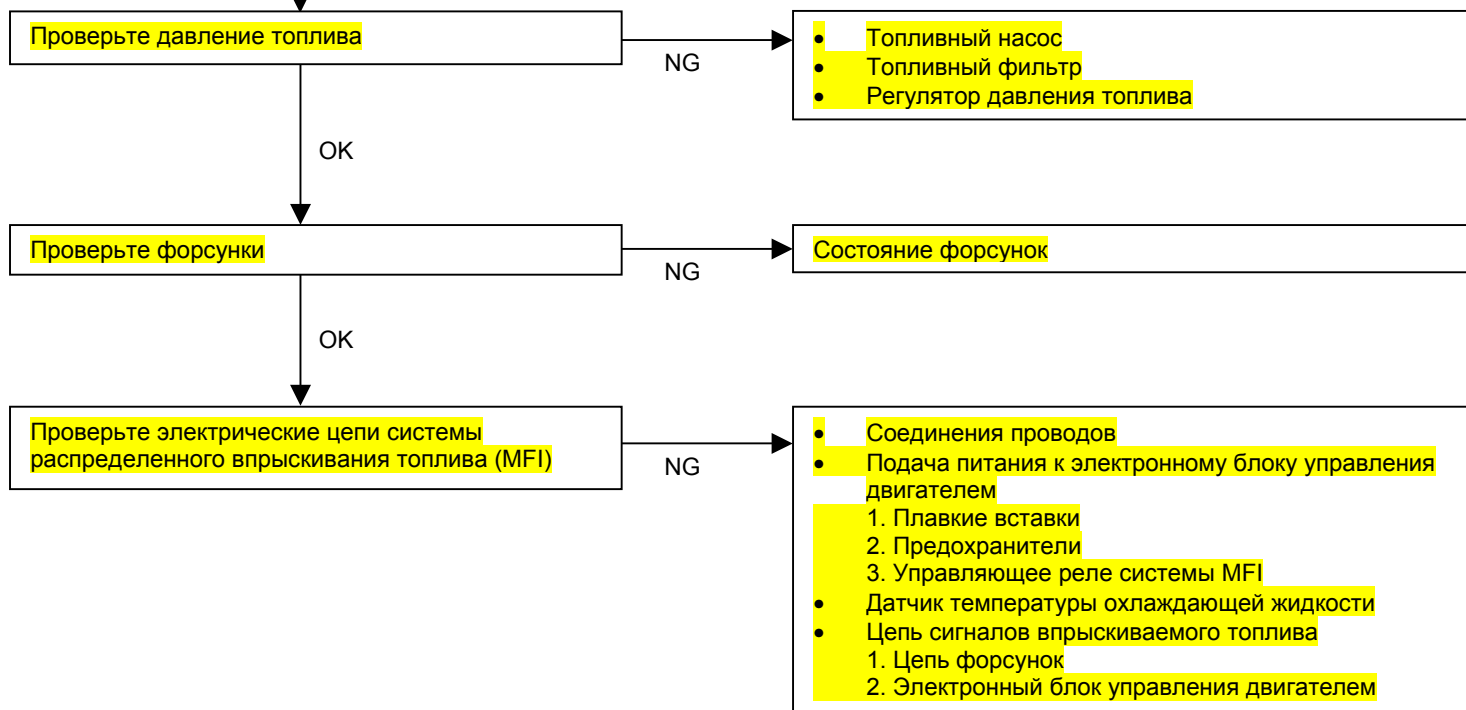 Проверьте давление топлива
NG
• Топливный насос
• Топливный фильтр
• Регулятор давления топлива
OK
Проверьте форсунки
NG
Состояние форсунок
OK
Проверьте электрические цепи системы
распределенного впрыскивания топлива (MFI)
NG
• Соединения проводов
• Подача питания к электронному блоку управления
двигателем
1. Плавкие вставки
2. Предохранители
3. Управляющее реле системы MFI
• Датчик температуры охлаждающей жидкости
• Цепь сигналов впрыскиваемого топлива
1. Цепь форсунок
2. Электронный блок управления двигателем